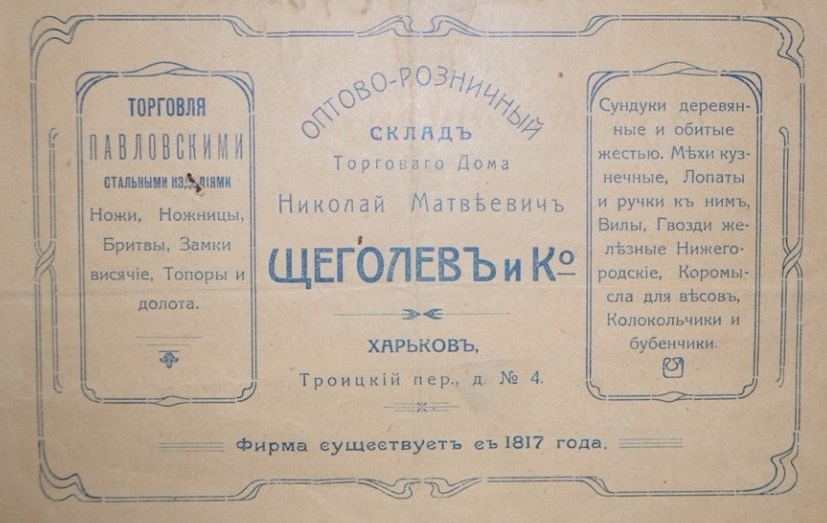 ТОРГОВЛЯ
ПАВЛОВСКИМИ
СТАЛЬНЫМИ ИЗДѢЛІЯМИ
Ножи, Ножницы,
Бритвы, Замки
висячіе, Топоры и
долота.
ОПТОВО-РОЗНИЧНЫЙ
СКЛАДЪ
Торговаго Дома
Николай Матвѣевичъ
ЩЕГОЛЕВЪ и Кº
ХАРЬКОВЪ,
Троицкій пер., д. № 4.
Сундуки деревян-
ные и обитые
жестью. Мѣхи куз-
нечные, Лопаты
и ручки къ нимъ,
Вилы, Гвозди же-
лѣзные Нижего-
родскіе, Коромы-
сла для вѣсовъ,
Колокольчики и
бубенчики.
Фирма существуетъ съ 1817 года.